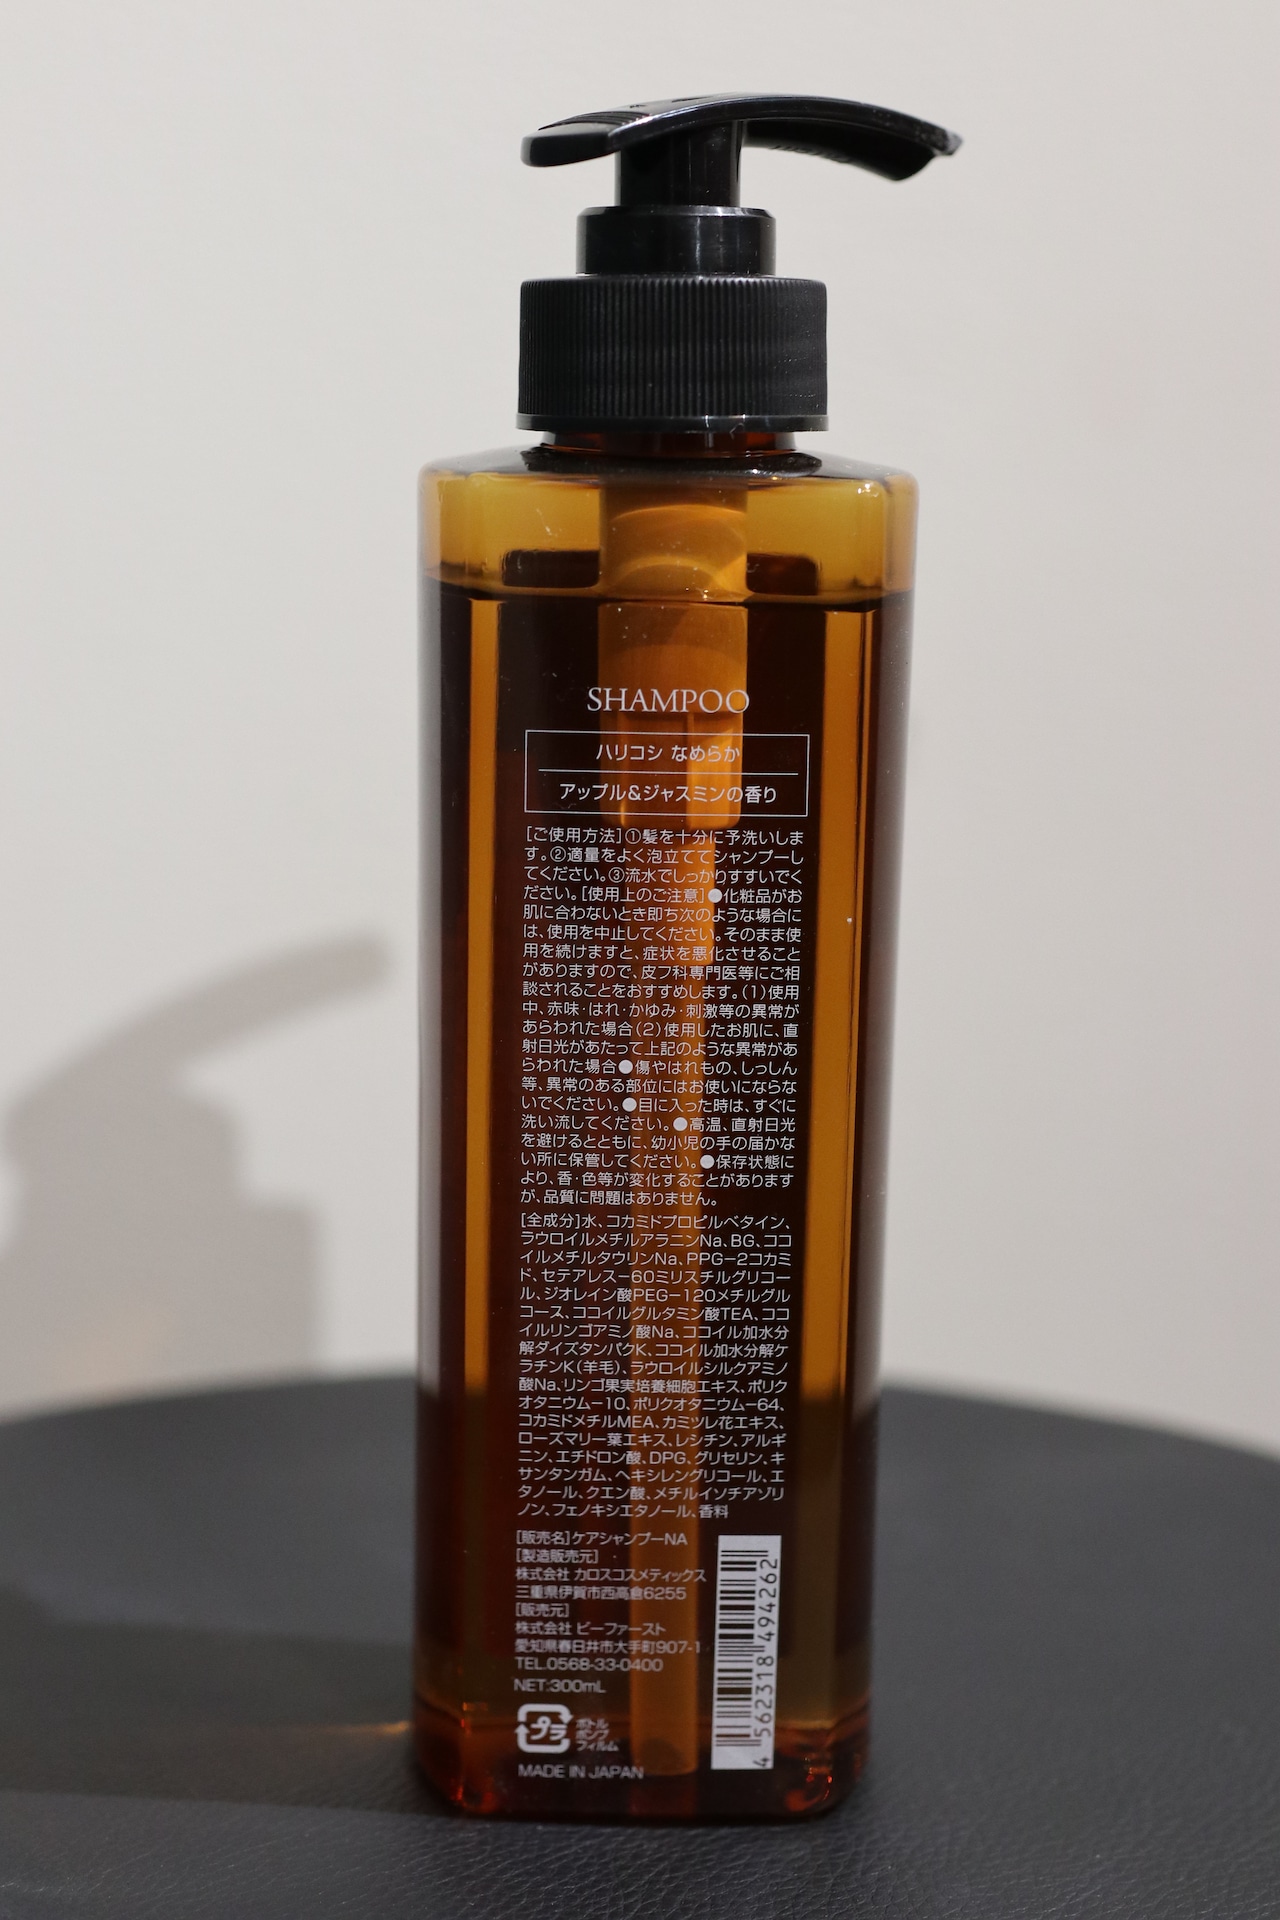 SHAMPOO
ハリコシ なめらか
アップル&ジャスミンの香り
[ご使用方法]①髪を十分に予洗いしま
す。②適量をよく泡立ててシャンプーし
てください。③流水でしっかりすすいでく
ださい。[使用上のご注意]●化粧品がお
肌に合わないとき即ち次のような場合に
は、使用を中止してください。そのまま使
用を続けますと、症状を悪化させること
がありますので、皮フ科専門医等にご相
談されることをおすすめします。(1)使用
中、赤味・はれ・かゆみ・刺激等の異常が
あらわれた場合(2)使用したお肌に、直
射日光があたって上記のような異常があ
らわれた場合●傷やはれもの、しっしん
等、異常のある部位にはお使いにならな
いでください。●目に入った時は、すぐに
洗い流してください。●高温、直射日光
を避けるとともに、幼小児の手の届かな
い所に保管してください。●保存状態に
より、香・色等が変化することがあります
が、品質に問題はありません。
[全成分]水、コカミドプロピルベタイン、
ラウロイルメチルアラニンNa、BG、ココ
イルメチルタウリンNa、PPG-2コカミ
ド、セテアレス-60ミリスチルグリコー
ル、ジオレイン酸PEG-120メチルグル
コース、ココイルグルタミン酸TEA、ココ
イルリンゴアミノ酸Na、ココイル加水分
解ダイズタンパクK、ココイル加水分解ケ
ラチンK(羊毛)、ラウロイルシルクアミノ
酸Na、リンゴ果実培養細胞エキス、ポリク
オタニウム-10、ポリクオタニウム-64、
コカミドメチルMEA、カミツレ花エキス、
ローズマリー葉エキス、レシチン、アルギ
ニン、エチドロン酸、DPG、グリセリン、キ
サンタンガム、ヘキシレングリコール、エ
タノール、クエン酸、メチルイソチアゾリ
ノン、フェノキシエタノール、香料
[販売名]ケアシャンプーNA
[製造販売元]
株式会社 カロスコスメティックス
三重県伊賀市西高倉6255
[販売元]
株式会社 ビーファースト
愛知県春日井市大手町907-1
TEL.0568-33-0400
NET:300mL
プラ
ボトル
ポンプ
フィルム
MADE IN JAPAN
4 562318 494262